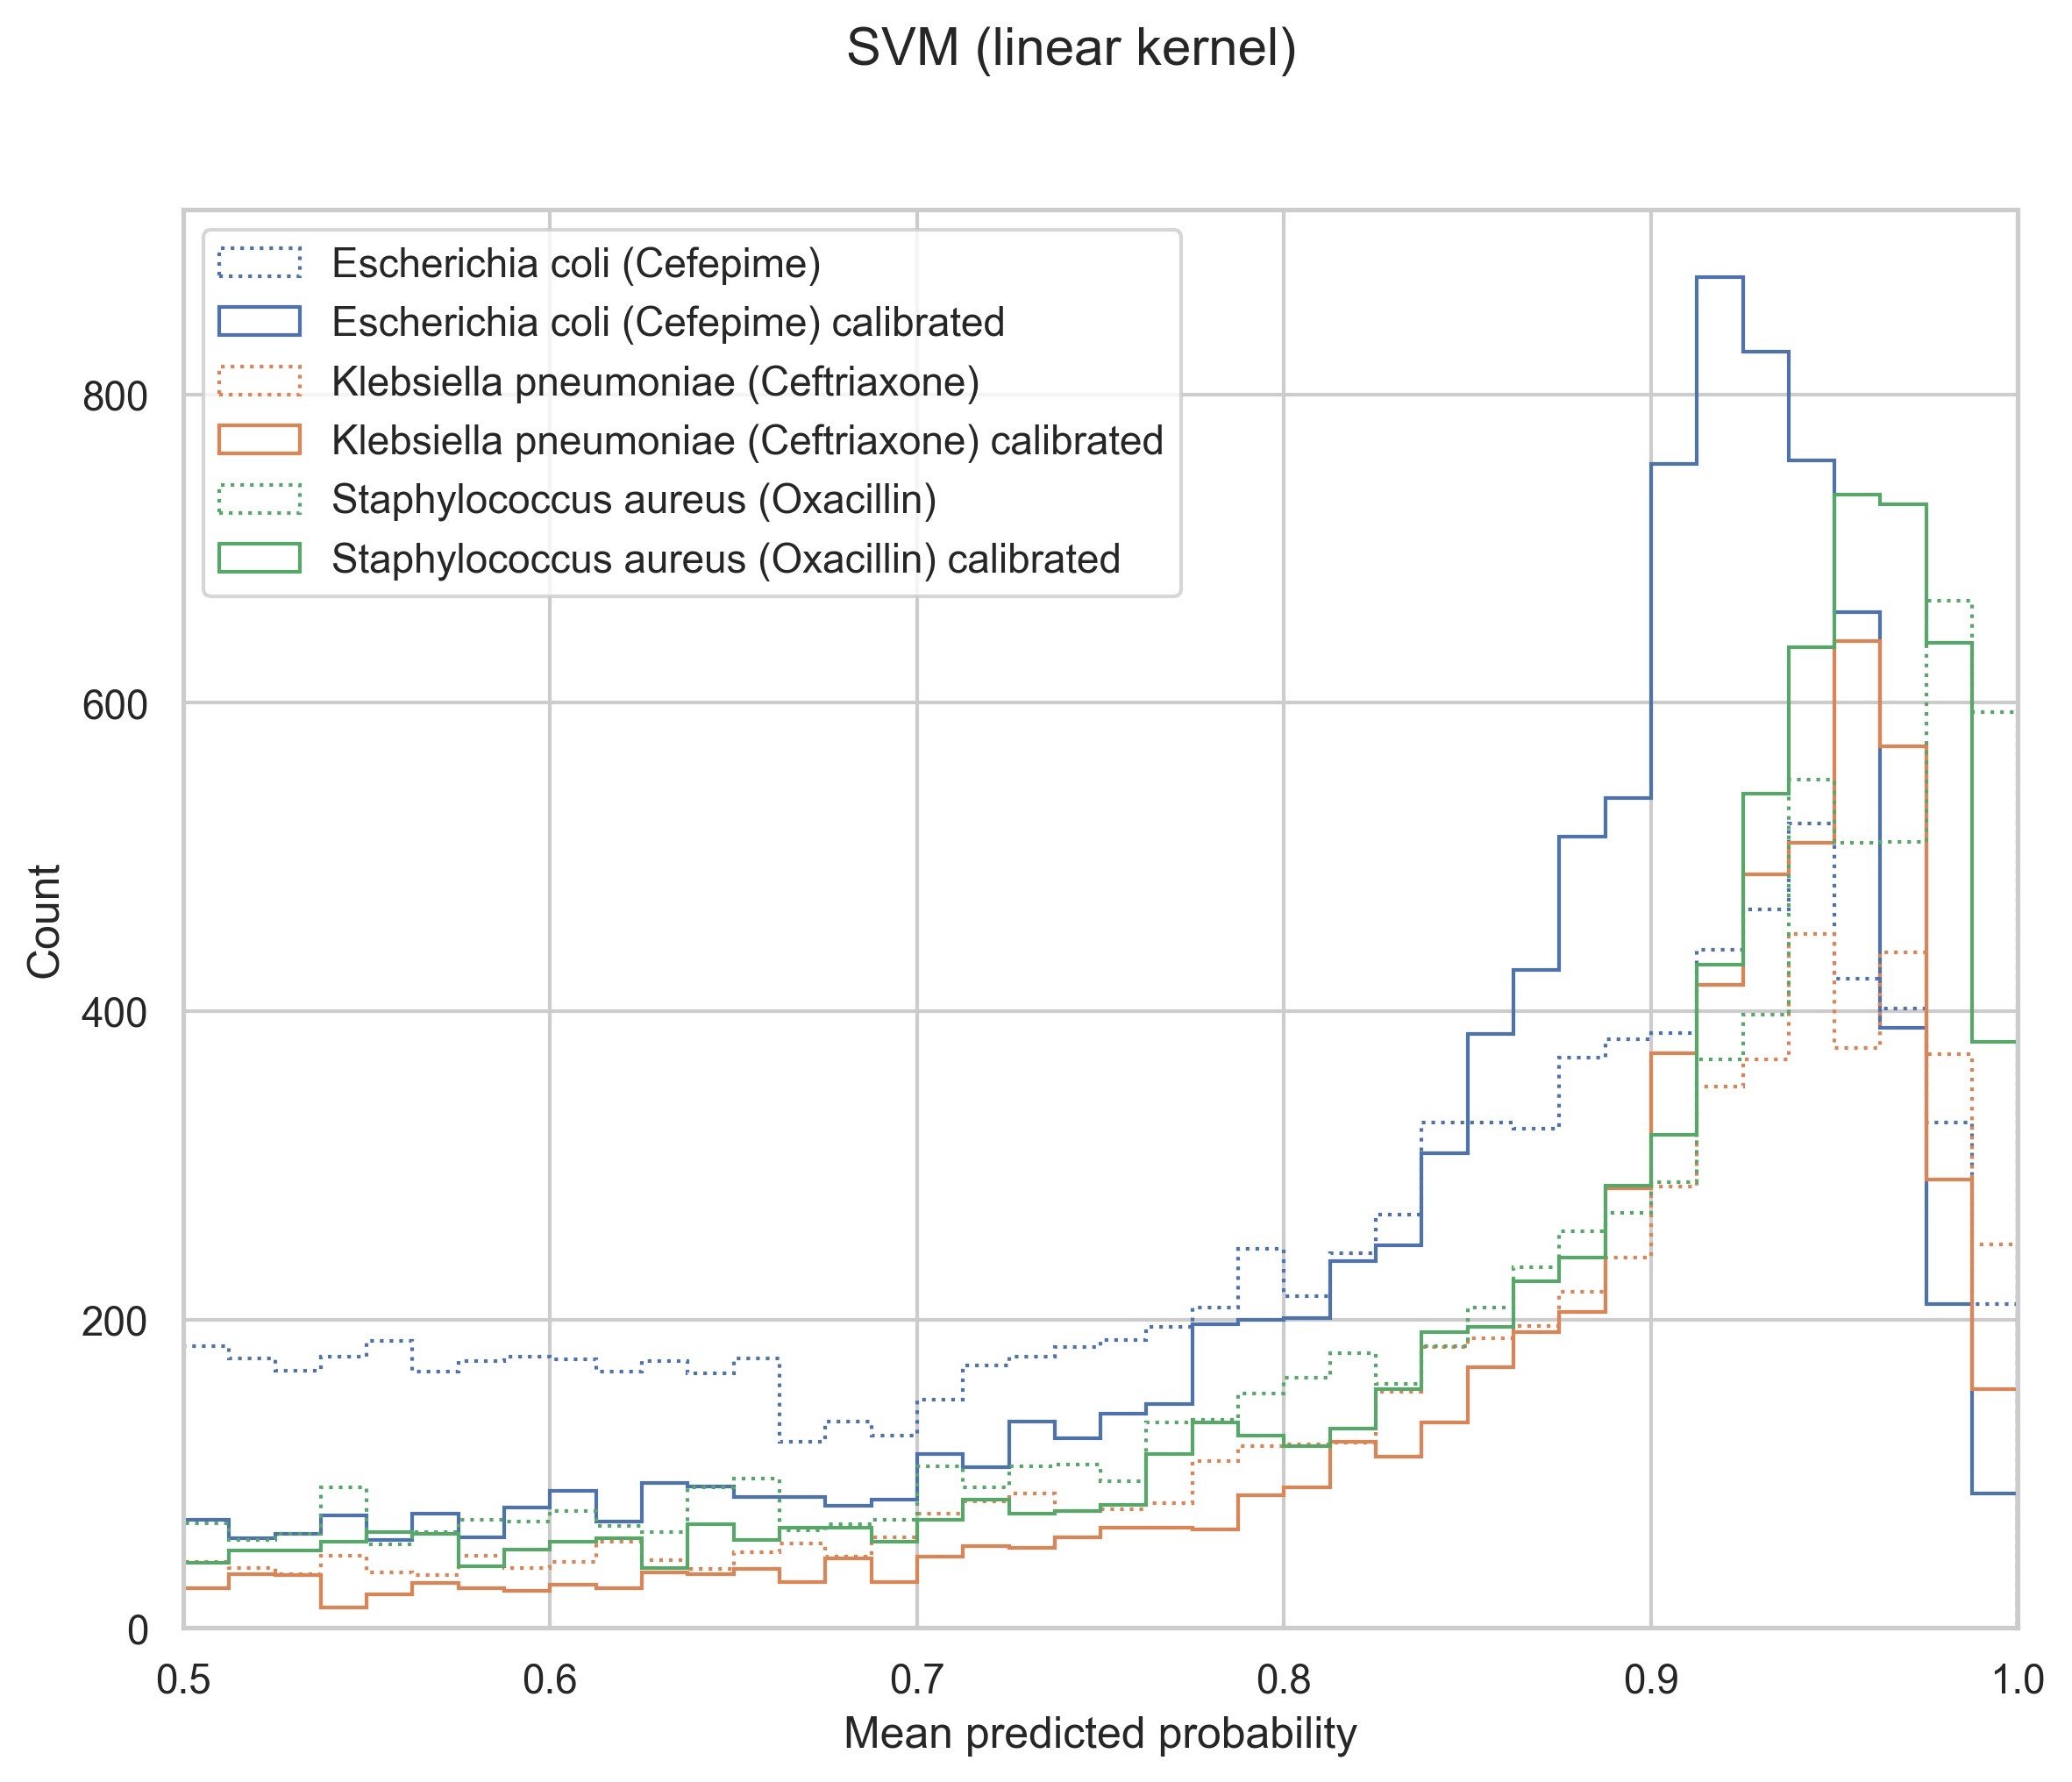 SVM (linear kernel)
Escherichia coli (Cefepime)
Escherichia coli (Cefepime) calibrated
Klebsiella pneumoniae (Ceftriaxone)
Klebsiella pneumoniae (Ceftriaxone) calibrated
Staphylococcus aureus (Oxacillin)
Staphylococcus aureus (Oxacillin) calibrated
800
600
400
200
0
Count
0.5 0.6 0.7 0.8 0.9 1.0
Mean predicted probability